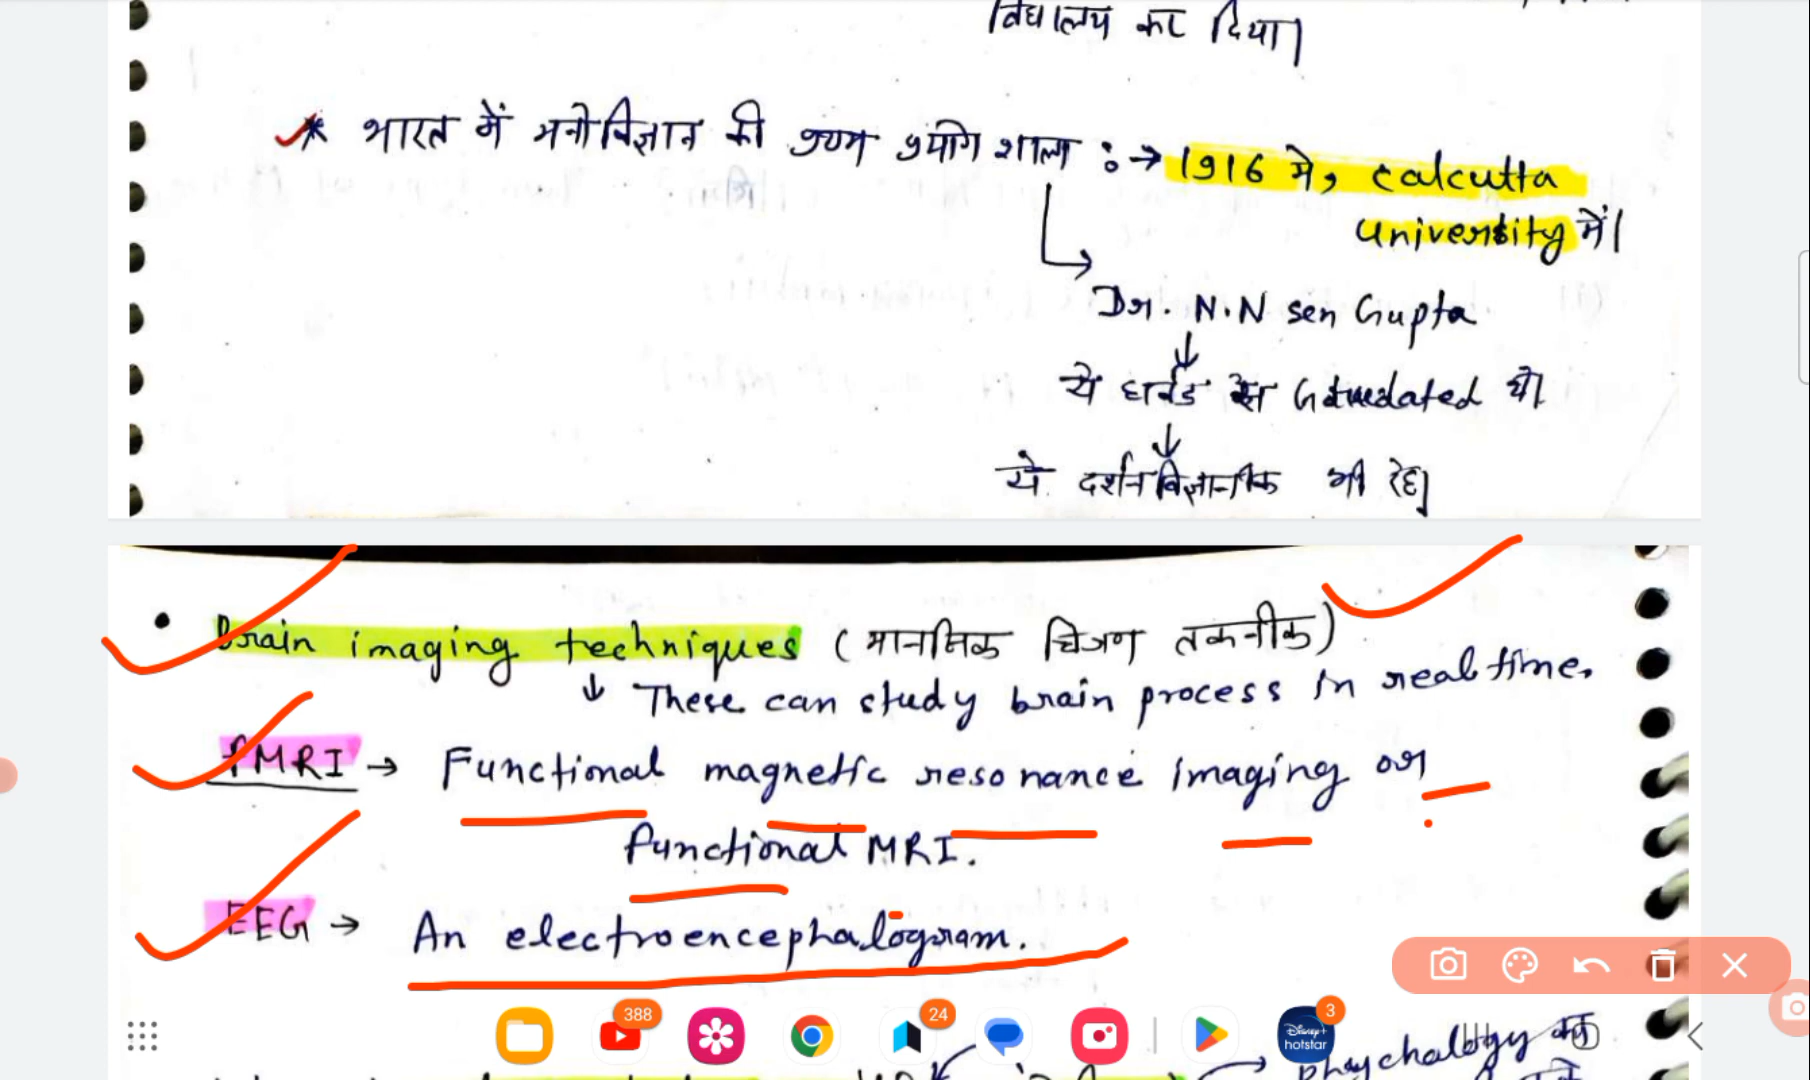 विद्यालय कर दिया।
* भारत में मनोविज्ञान की प्रथम प्रयोग शाला :→ 1916 मे, Calcutta
University में।
Dr. N.N Sen Gupta
↓
ये हार्वर्ड से Graduated थे।
↓
ये दर्शनविज्ञानीक भी रहे।
• Brain imaging techniques (मानसिक चित्रण तकनीक)
↓ These can study brain process in real time.
fMRI → Functional magnetic resonance imaging or
functional MRI.
EEG → An electroencephalogram.
388
24
Disney+
hotstar
3
Phychalogy का